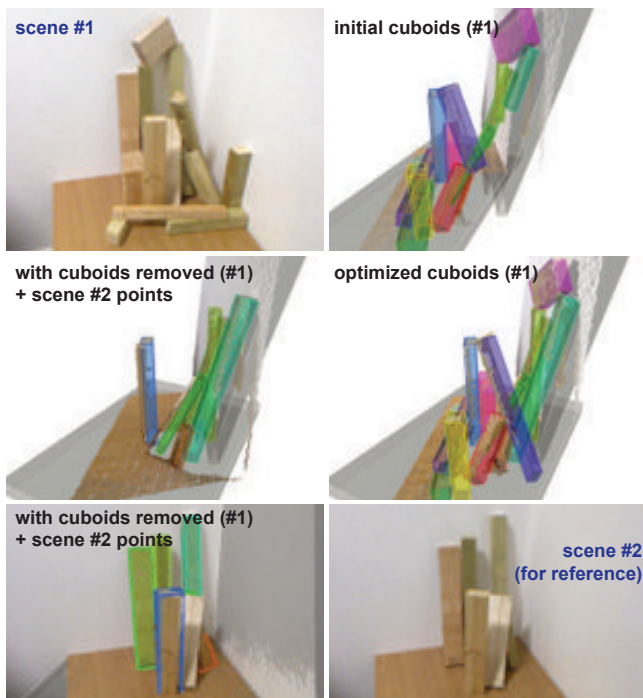 scene #1
initial cuboids (#1)
with cuboids removed (#1)
+ scene #2 points
optimized cuboids (#1)
with cuboids removed (#1)
+ scene #2 points
scene #2
(for reference)